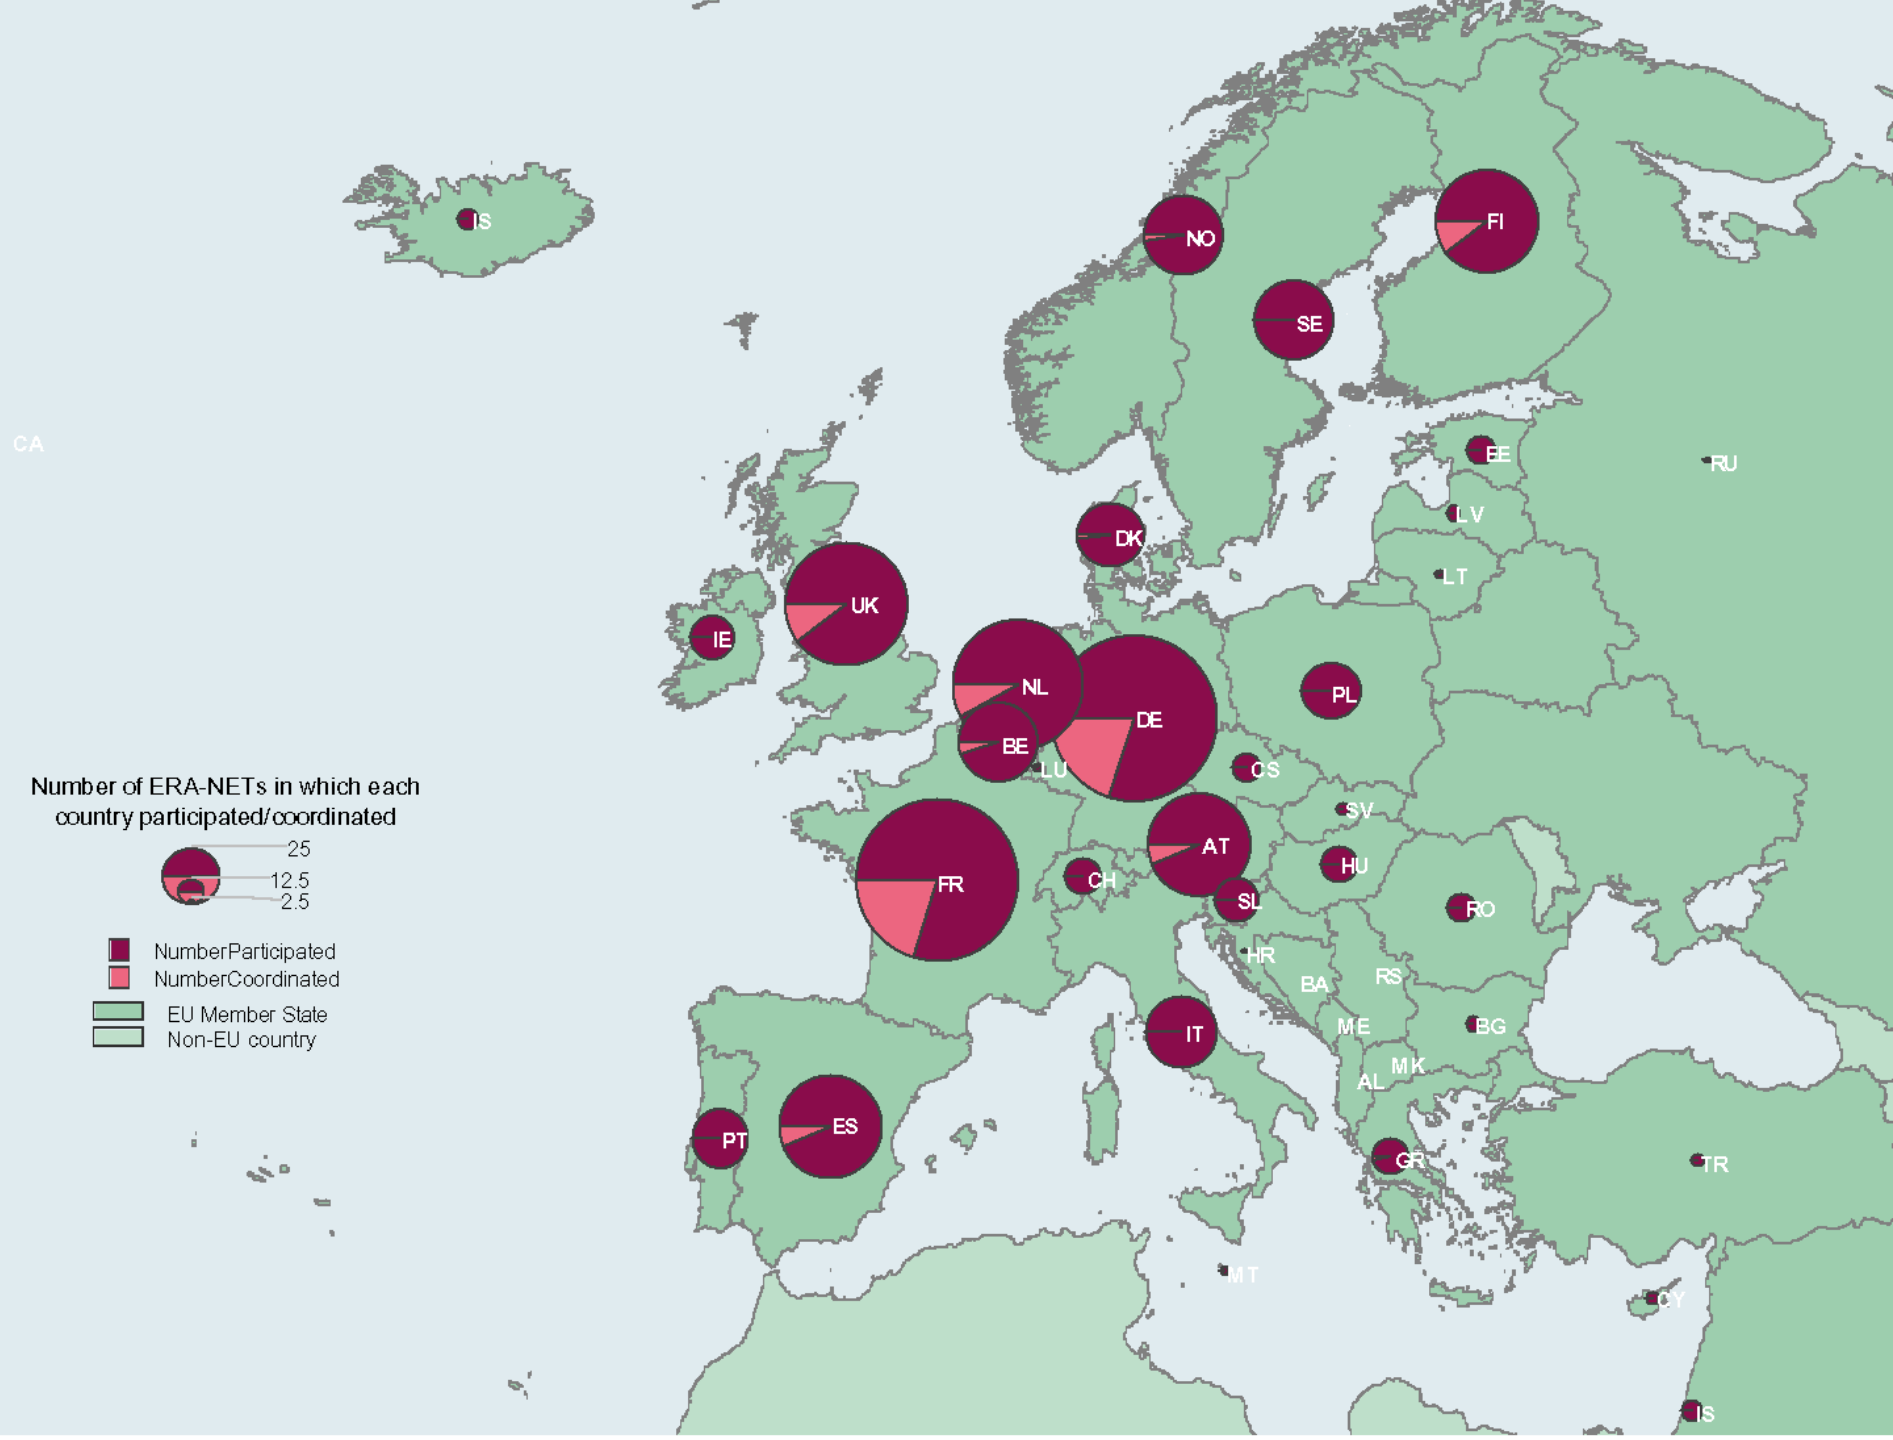 IS
NO
FI
SE
CA
EE
RU
LV
DK
LT
UK
IE
NL
DE
PL
BE
LU
CS
SV
AT
HU
FR
CH
SL
RO
HR
BA
RS
IT
ME
BG
MK
AL
ES
PT
GR
TR
MT
CY
IS
Number of ERA-NETs in which each
country participated/coordinated
25
12.5
2.5
NumberParticipated
NumberCoordinated
EU Member State
Non-EU country